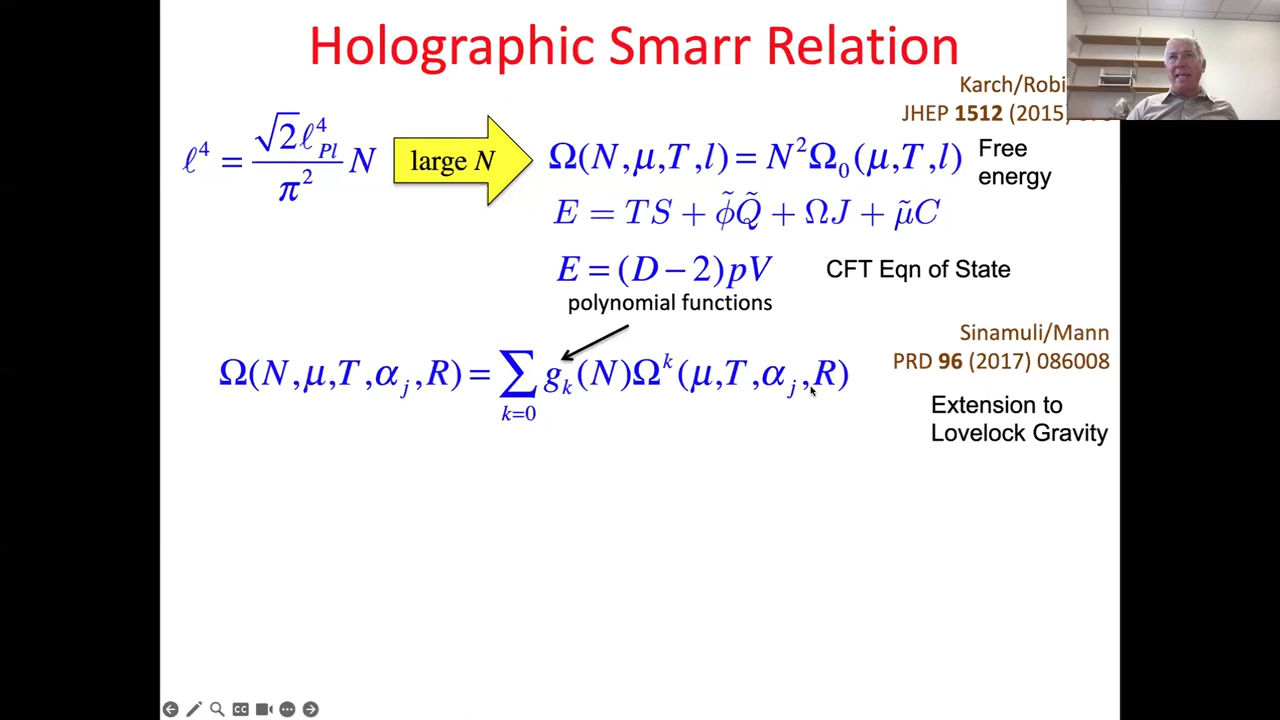 Holographic Smarr Relation
Karch/Robi
JHEP 1512 (2015)
ℓ⁴ = √2ℓ⁴_Pl / π² N
large N
Ω(N,μ,T,l) = N²Ω₀(μ,T,l)
Free
energy
E = TS + φ̃Q̃ + ΩJ + μ̃C
E = (D − 2)pV
CFT Eqn of State
polynomial functions
Sinamuli/Mann
PRD 96 (2017) 086008
Ω(N,μ,T,α_j,R) = ∑_{k=0} g_k(N)Ω^k(μ,T,α_j,R)
Extension to
Lovelock Gravity
CC